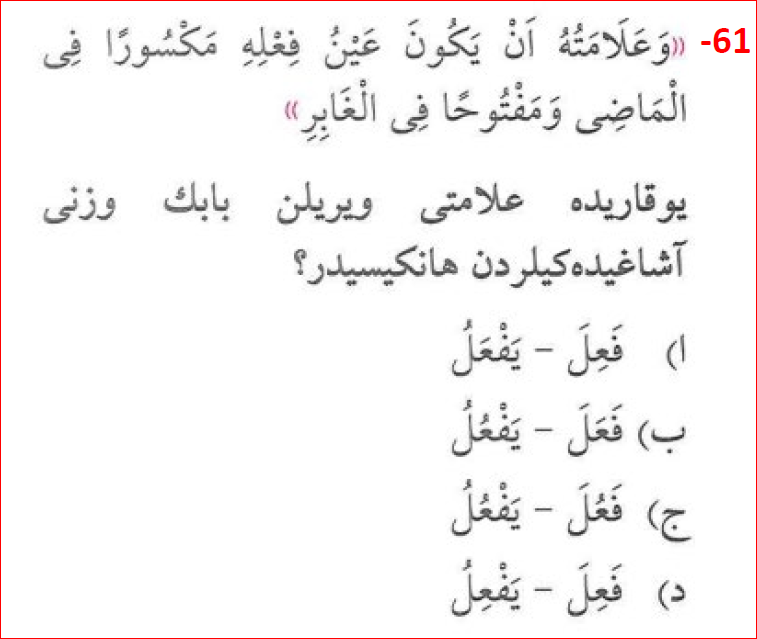 61- «وَعَلَامَتُهُ اَنْ يَكُونَ عَيْنُ فِعْلِهِ مَكْسُورًا فِى
الْمَاضِى وَمَفْتُوحًا فِى الْغَابِرِ»
يوقاريده علامتى ويريلن بابك وزنى
آشاغيده‌كيلردن هانكيسيدر؟
ا) فَعِلَ – يَفْعَلُ
ب) فَعَلَ – يَفْعُلُ
ج) فَعُلَ – يَفْعُلُ
د) فَعِلَ – يَفْعِلُ